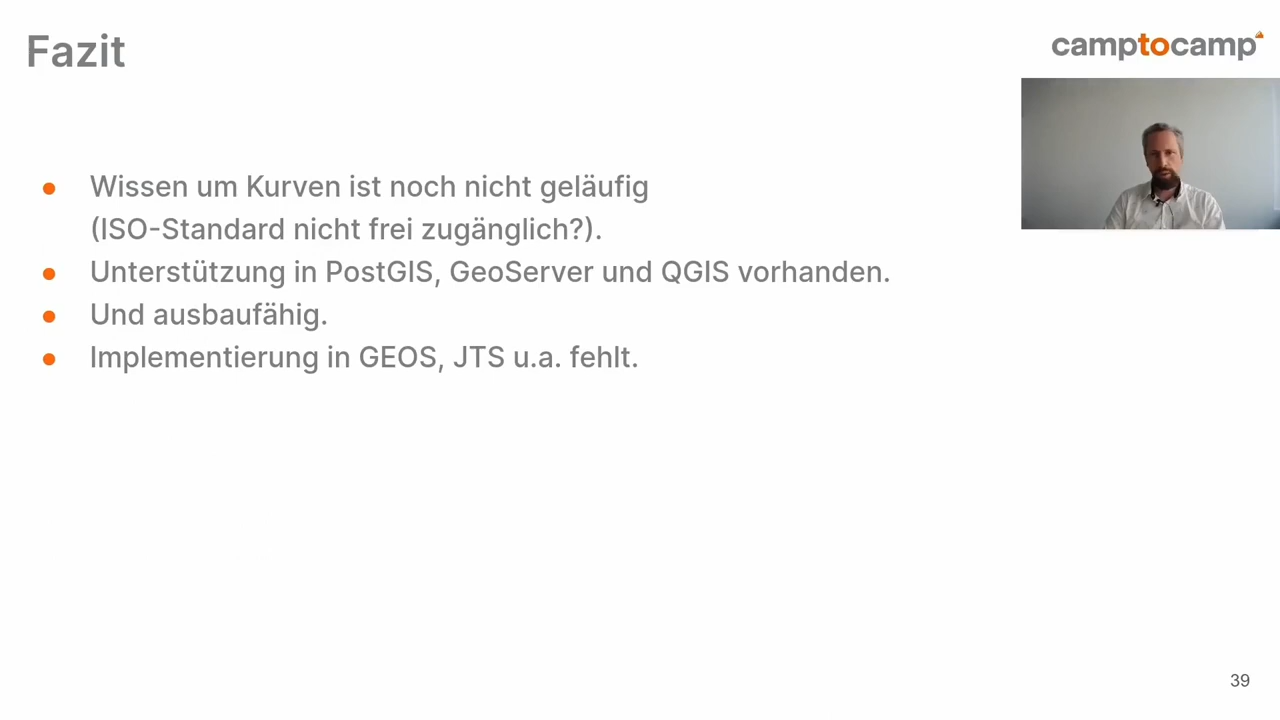 Fazit
camptocamp
Wissen um Kurven ist noch nicht geläufig
(ISO-Standard nicht frei zugänglich?).
Unterstützung in PostGIS, GeoServer und QGIS vorhanden.
Und ausbaufähig.
Implementierung in GEOS, JTS u.a. fehlt.
39